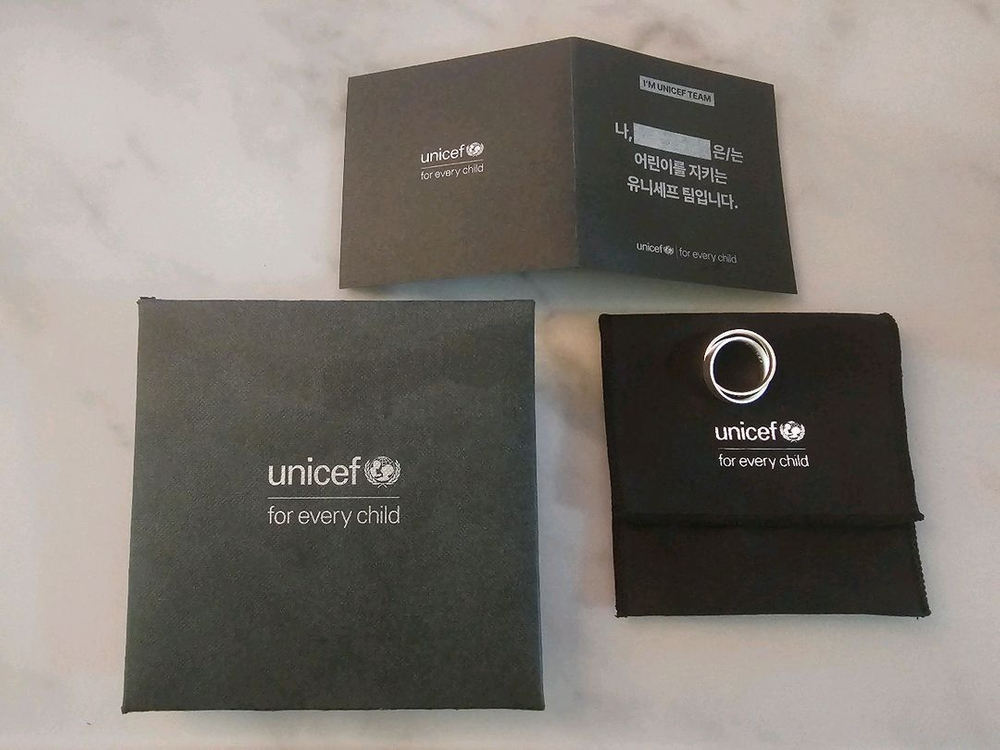 unicef
for every child
I'M UNICEF TEAM
나, 은/는
어린이를 지키는
유니세프 팀입니다.
unicef for every child
unicef
for every child
unicef
for every child